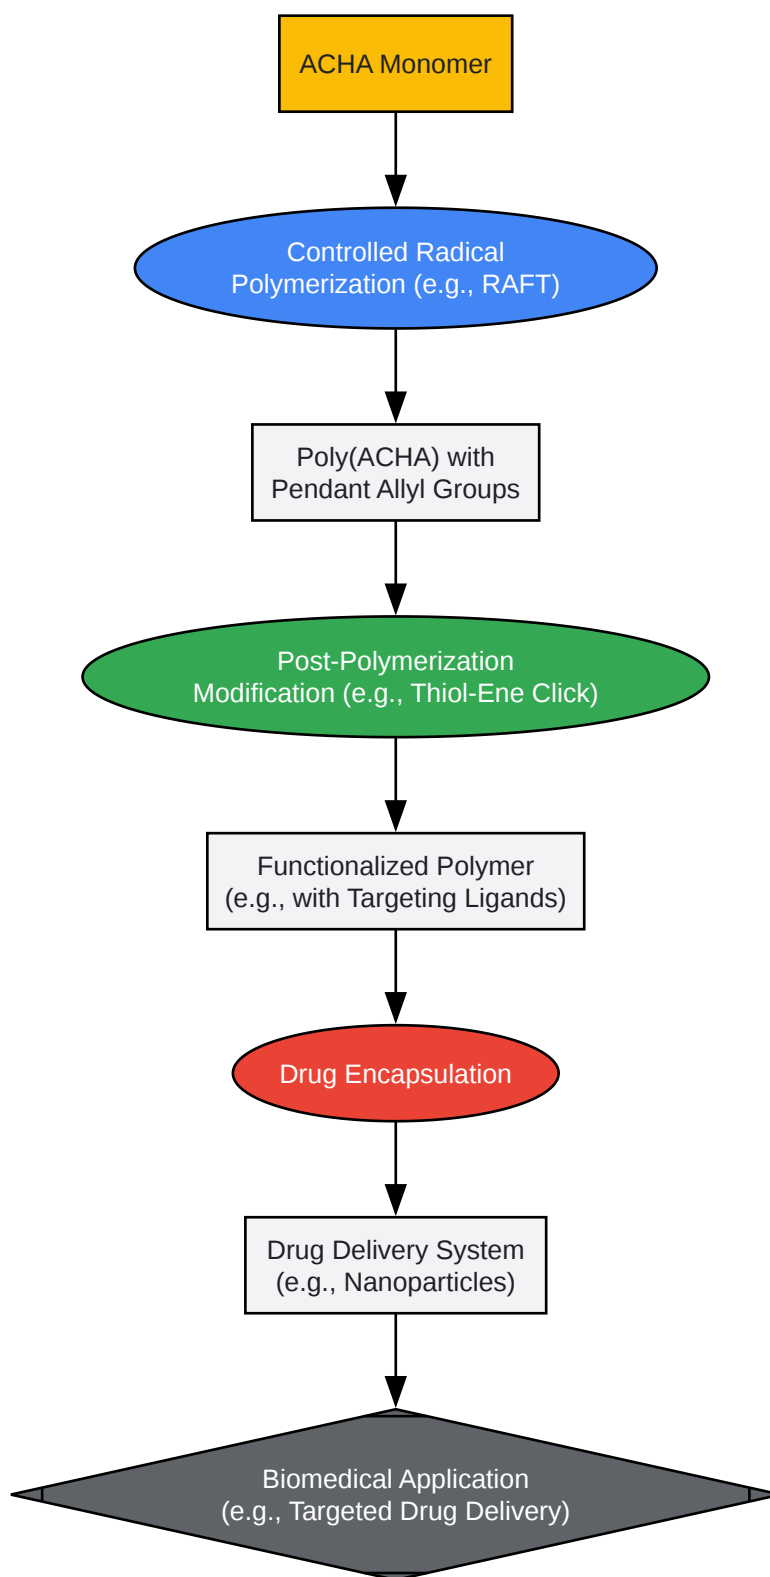 ACHA Monomer
Controlled Radical
Polymerization (e.g., RAFT)
Poly(ACHA) with
Pendant Allyl Groups
Post-Polymerization
Modification (e.g., Thiol-Ene Click)
Functionalized Polymer
(e.g., with Targeting Ligands)
Drug Encapsulation
Drug Delivery System
(e.g., Nanoparticles)
Biomedical Application
(e.g., Targeted Drug Delivery)